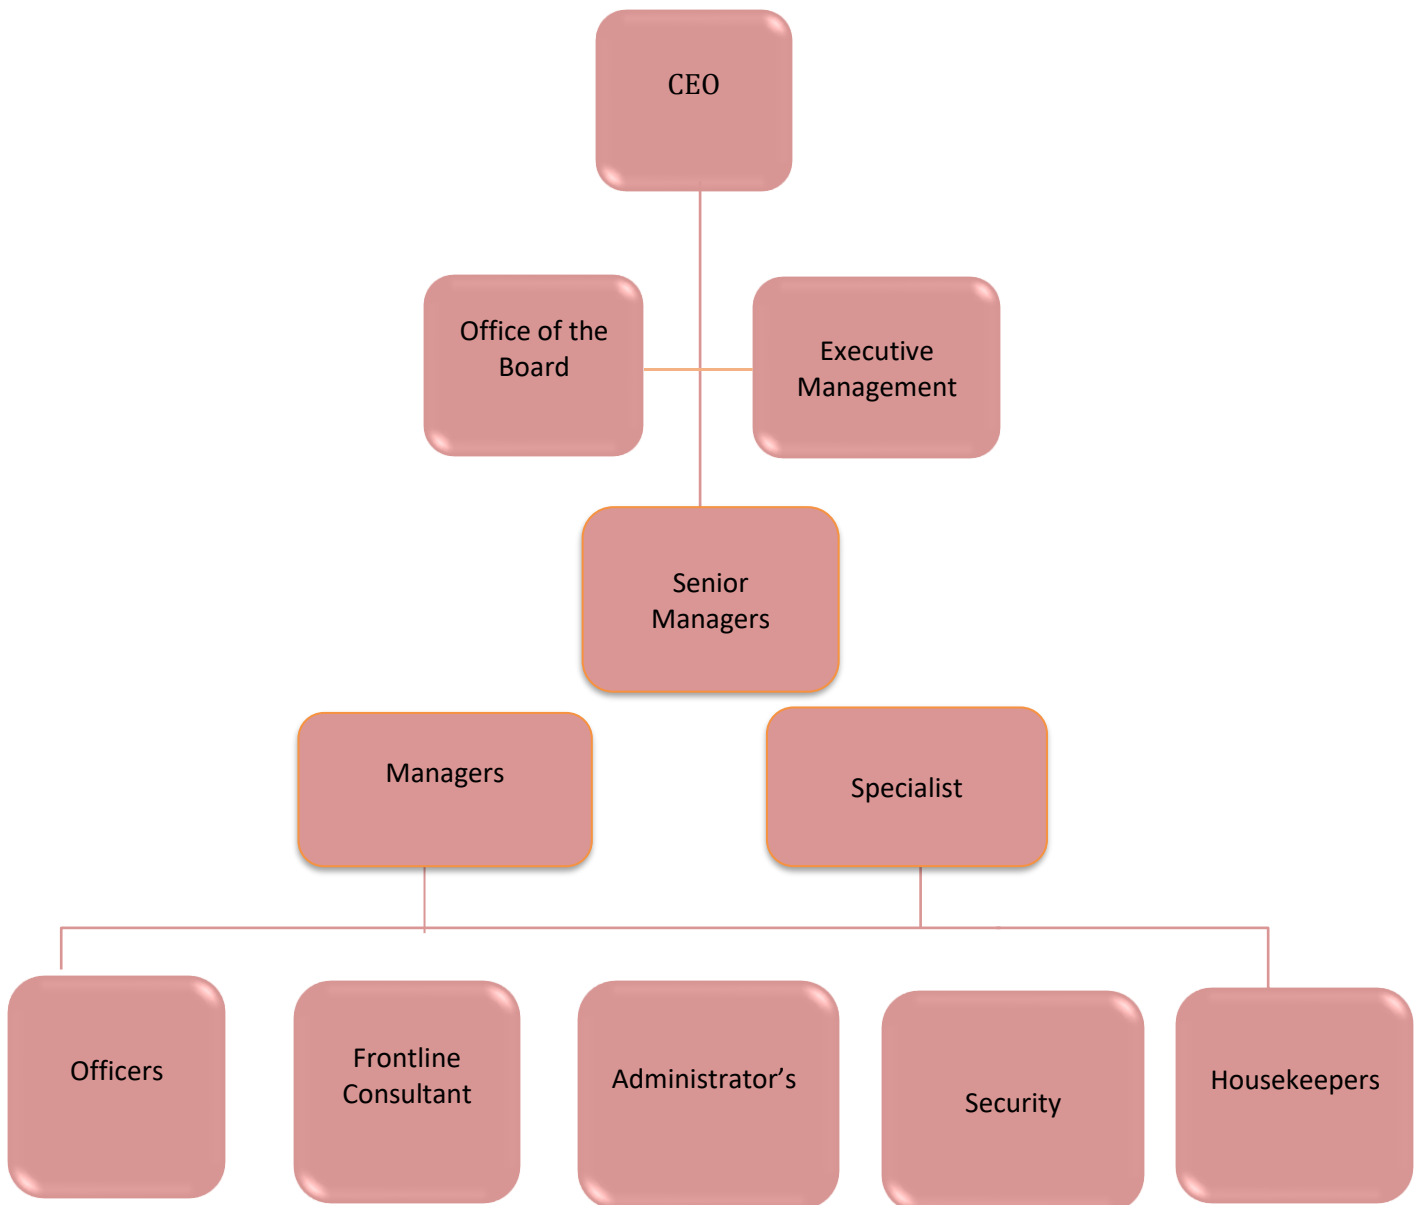 CEO
Office of the
Board
Executive
Management
Senior
Managers
Managers
Specialist
Officers
Frontline
Consultant
Administrator’s
Security
Housekeepers